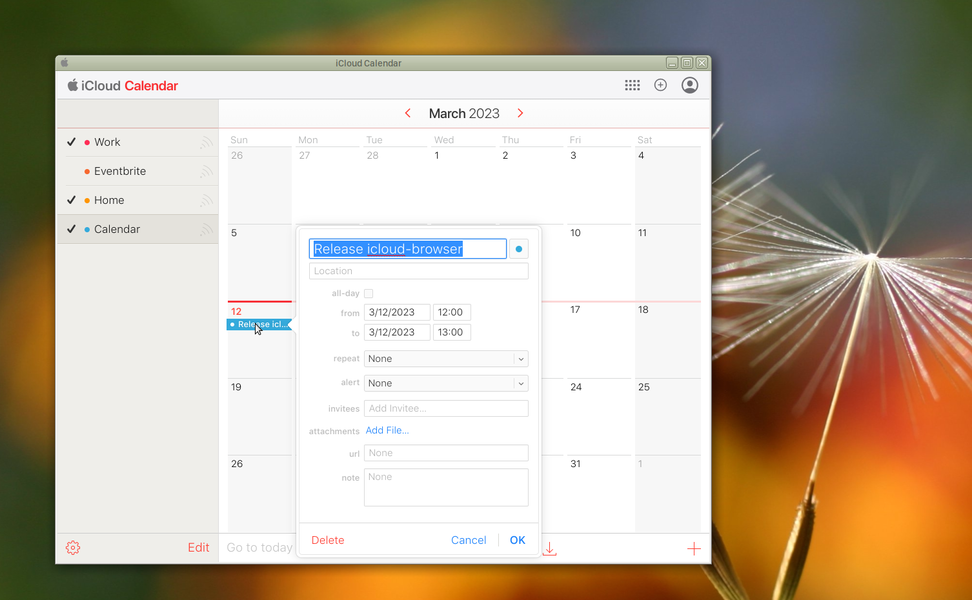 iCloud Calendar
iCloud Calendar
March 2023
Work
Eventbrite
Home
Calendar
Sun Mon Tue Wed Thu Fri Sat
26 27 28 1 2 3 4
5 10 11
12 17 18
Release icl...
19 24 25
26 31 1
Release icloud-browser
Location
all-day
from 3/12/2023 12:00
to 3/12/2023 13:00
repeat None
alert None
invitees Add Invitee...
attachments Add File...
url None
note None
Delete Cancel OK
Edit Go to today